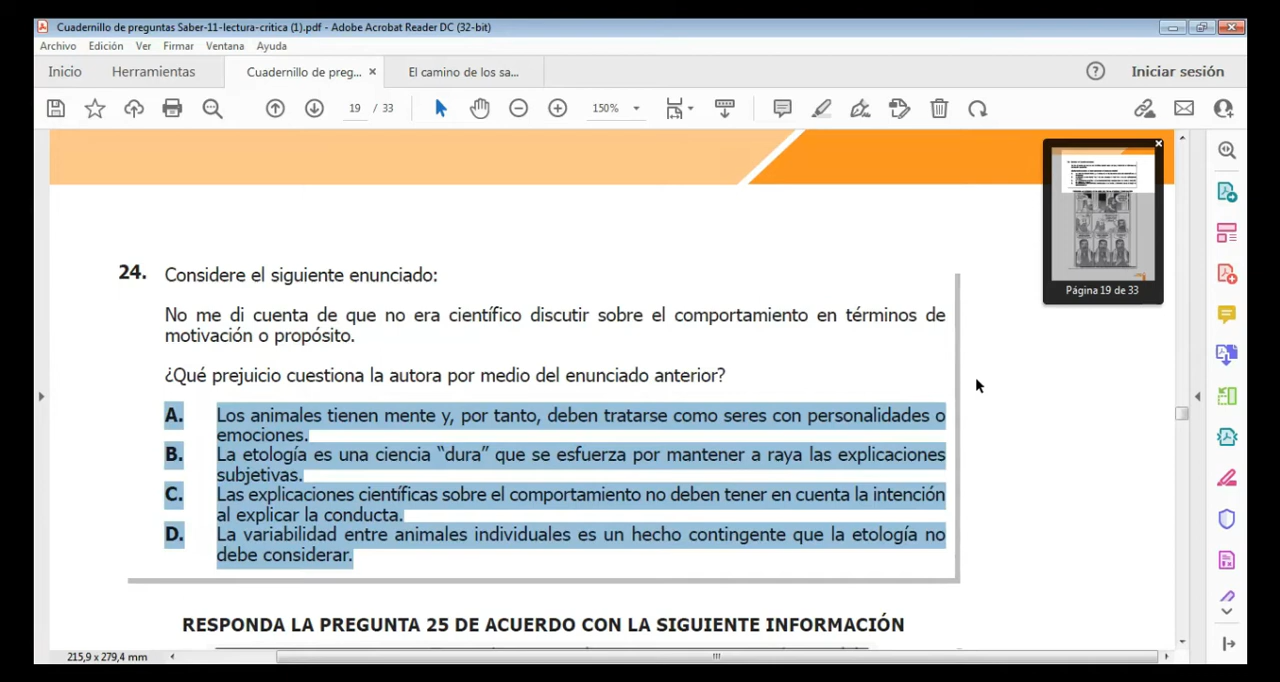 Cuadernillo de preguntas Saber-11-lectura-critica (1).pdf - Adobe Acrobat Reader DC (32-bit)
Archivo Edición Ver Firmar Ventana Ayuda
Inicio Herramientas Cuadernillo de preg... × El camino de los sa... Iniciar sesión
19 / 33 150%
24. Considere el siguiente enunciado:
No me di cuenta de que no era científico discutir sobre el comportamiento en términos de
motivación o propósito.
¿Qué prejuicio cuestiona la autora por medio del enunciado anterior?
A. Los animales tienen mente y, por tanto, deben tratarse como seres con personalidades o
emociones.
B. La etología es una ciencia “dura” que se esfuerza por mantener a raya las explicaciones
subjetivas.
C. Las explicaciones científicas sobre el comportamiento no deben tener en cuenta la intención
al explicar la conducta.
D. La variabilidad entre animales individuales es un hecho contingente que la etología no
debe considerar.
RESPONDA LA PREGUNTA 25 DE ACUERDO CON LA SIGUIENTE INFORMACIÓN
Página 19 de 33
215,9 x 279,4 mm